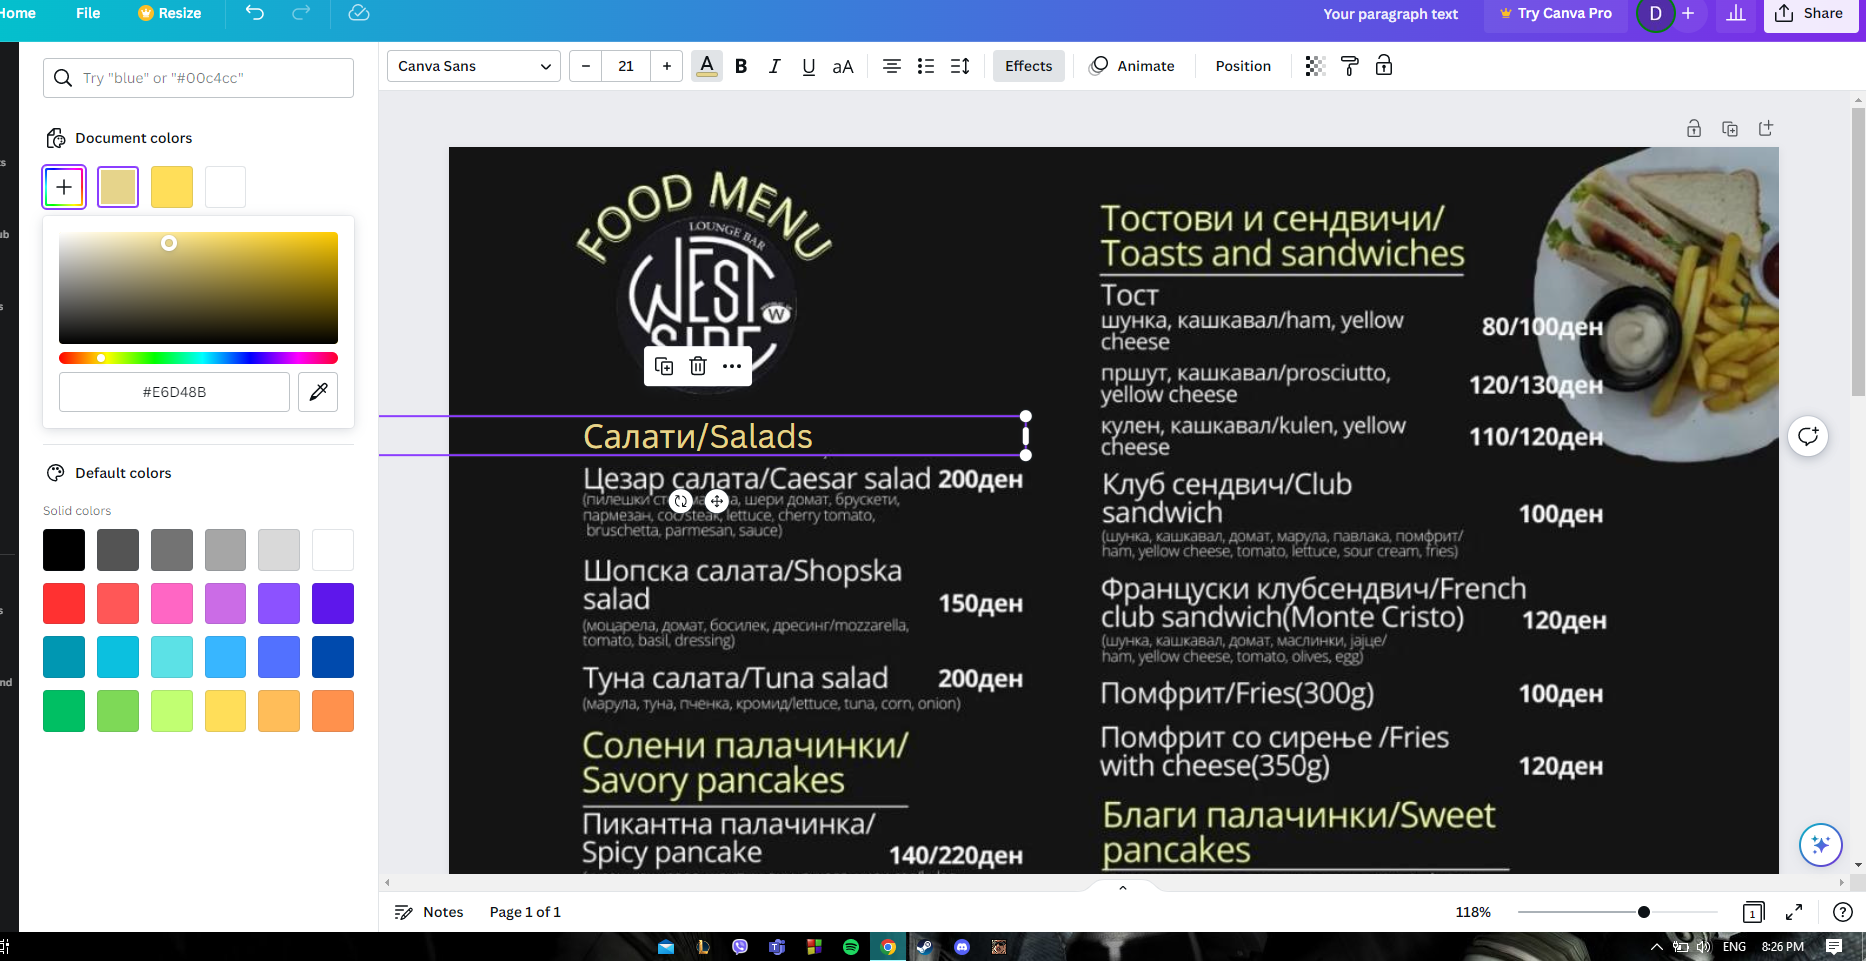 Home File Resize Your paragraph text Try Canva Pro D Share
Try "blue" or "#00c4cc"
Canva Sans 21 A B I U aA Effects Animate Position
Document colors
#E6D48B
Default colors
Solid colors
FOOD MENU
LOUNGE BAR
WEST
SIDE
W
Салати/Salads
Цезар салата/Caesar salad 200ден
шери домат, брускети,
пармезан, сос/steak, lettuce, cherry tomato,
bruschetta, parmesan, sauce)
Шопска салата/Shopska
salad 150ден
(моцарела, домат, босилек, дресинг/mozzarella,
tomato, basil, dressing)
Туна салата/Tuna salad 200ден
(марула, туна, пченка, кромид/lettuce, tuna, corn, onion)
Солени палачинки/
Savory pancakes
Пикантна палачинка/
Spicy pancake 140/220ден
Тостови и сендвичи/
Toasts and sandwiches
Тост
шунка, кашкавал/ham, yellow
cheese 80/100ден
пршут, кашкавал/prosciutto,
yellow cheese 120/130ден
кулен, кашкавал/kulen, yellow
cheese 110/120ден
Клуб сендвич/Club
sandwich 100ден
(шунка, кашкавал, домат, марула, павлака, помфрит/
ham, yellow cheese, tomato, lettuce, sour cream, fries)
Француски клубсендвич/French
club sandwich(Monte Cristo) 120ден
(шунка, кашкавал, домат, маслинки, јајце/
ham, yellow cheese, tomato, olives, egg)
Помфрит/Fries(300g) 100ден
Помфрит со сирење /Fries
with cheese(350g) 120ден
Благи палачинки/Sweet
pancakes
Notes Page 1 of 1 118% 1
ENG 8:26 PM